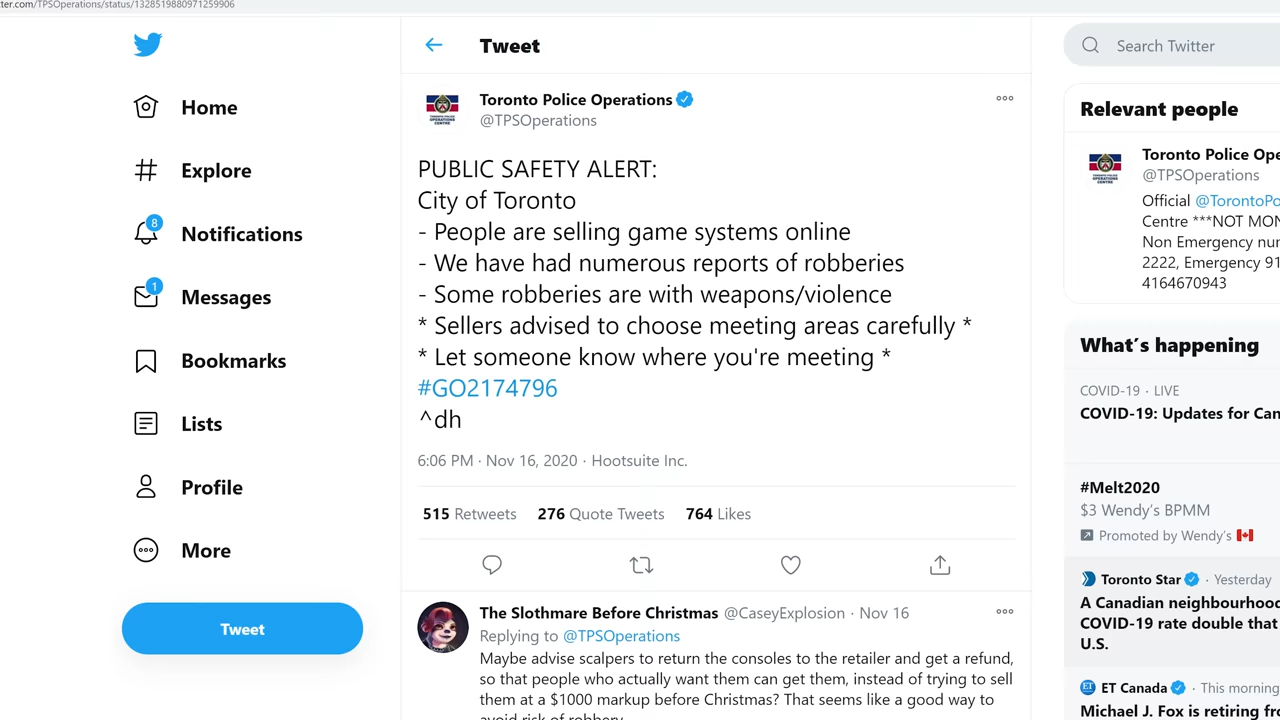 ter.com/TPSOperations/status/1328519880971259906
Home
Explore
8
Notifications
1
Messages
Bookmarks
Lists
Profile
More
Tweet
Tweet
Toronto Police Operations
@TPSOperations
PUBLIC SAFETY ALERT:
City of Toronto
- People are selling game systems online
- We have had numerous reports of robberies
- Some robberies are with weapons/violence
* Sellers advised to choose meeting areas carefully *
* Let someone know where you're meeting *
#GO2174796
^dh
6:06 PM · Nov 16, 2020 · Hootsuite Inc.
515 Retweets 276 Quote Tweets 764 Likes
The Slothmare Before Christmas @CaseyExplosion · Nov 16
Replying to @TPSOperations
Maybe advise scalpers to return the consoles to the retailer and get a refund,
so that people who actually want them can get them, instead of trying to sell
them at a $1000 markup before Christmas? That seems like a good way to
avoid risk of robbery
Search Twitter
Relevant people
Toronto Police Ope
@TPSOperations
Official @TorontoPo
Centre ***NOT MON
Non Emergency nur
2222, Emergency 91
4164670943
What's happening
COVID-19 · LIVE
COVID-19: Updates for Can
#Melt2020
$3 Wendy's BPMM
Promoted by Wendy's
Toronto Star · Yesterday
A Canadian neighbourhood
COVID-19 rate double that
U.S.
ET Canada · This morning
Michael J. Fox is retiring fr